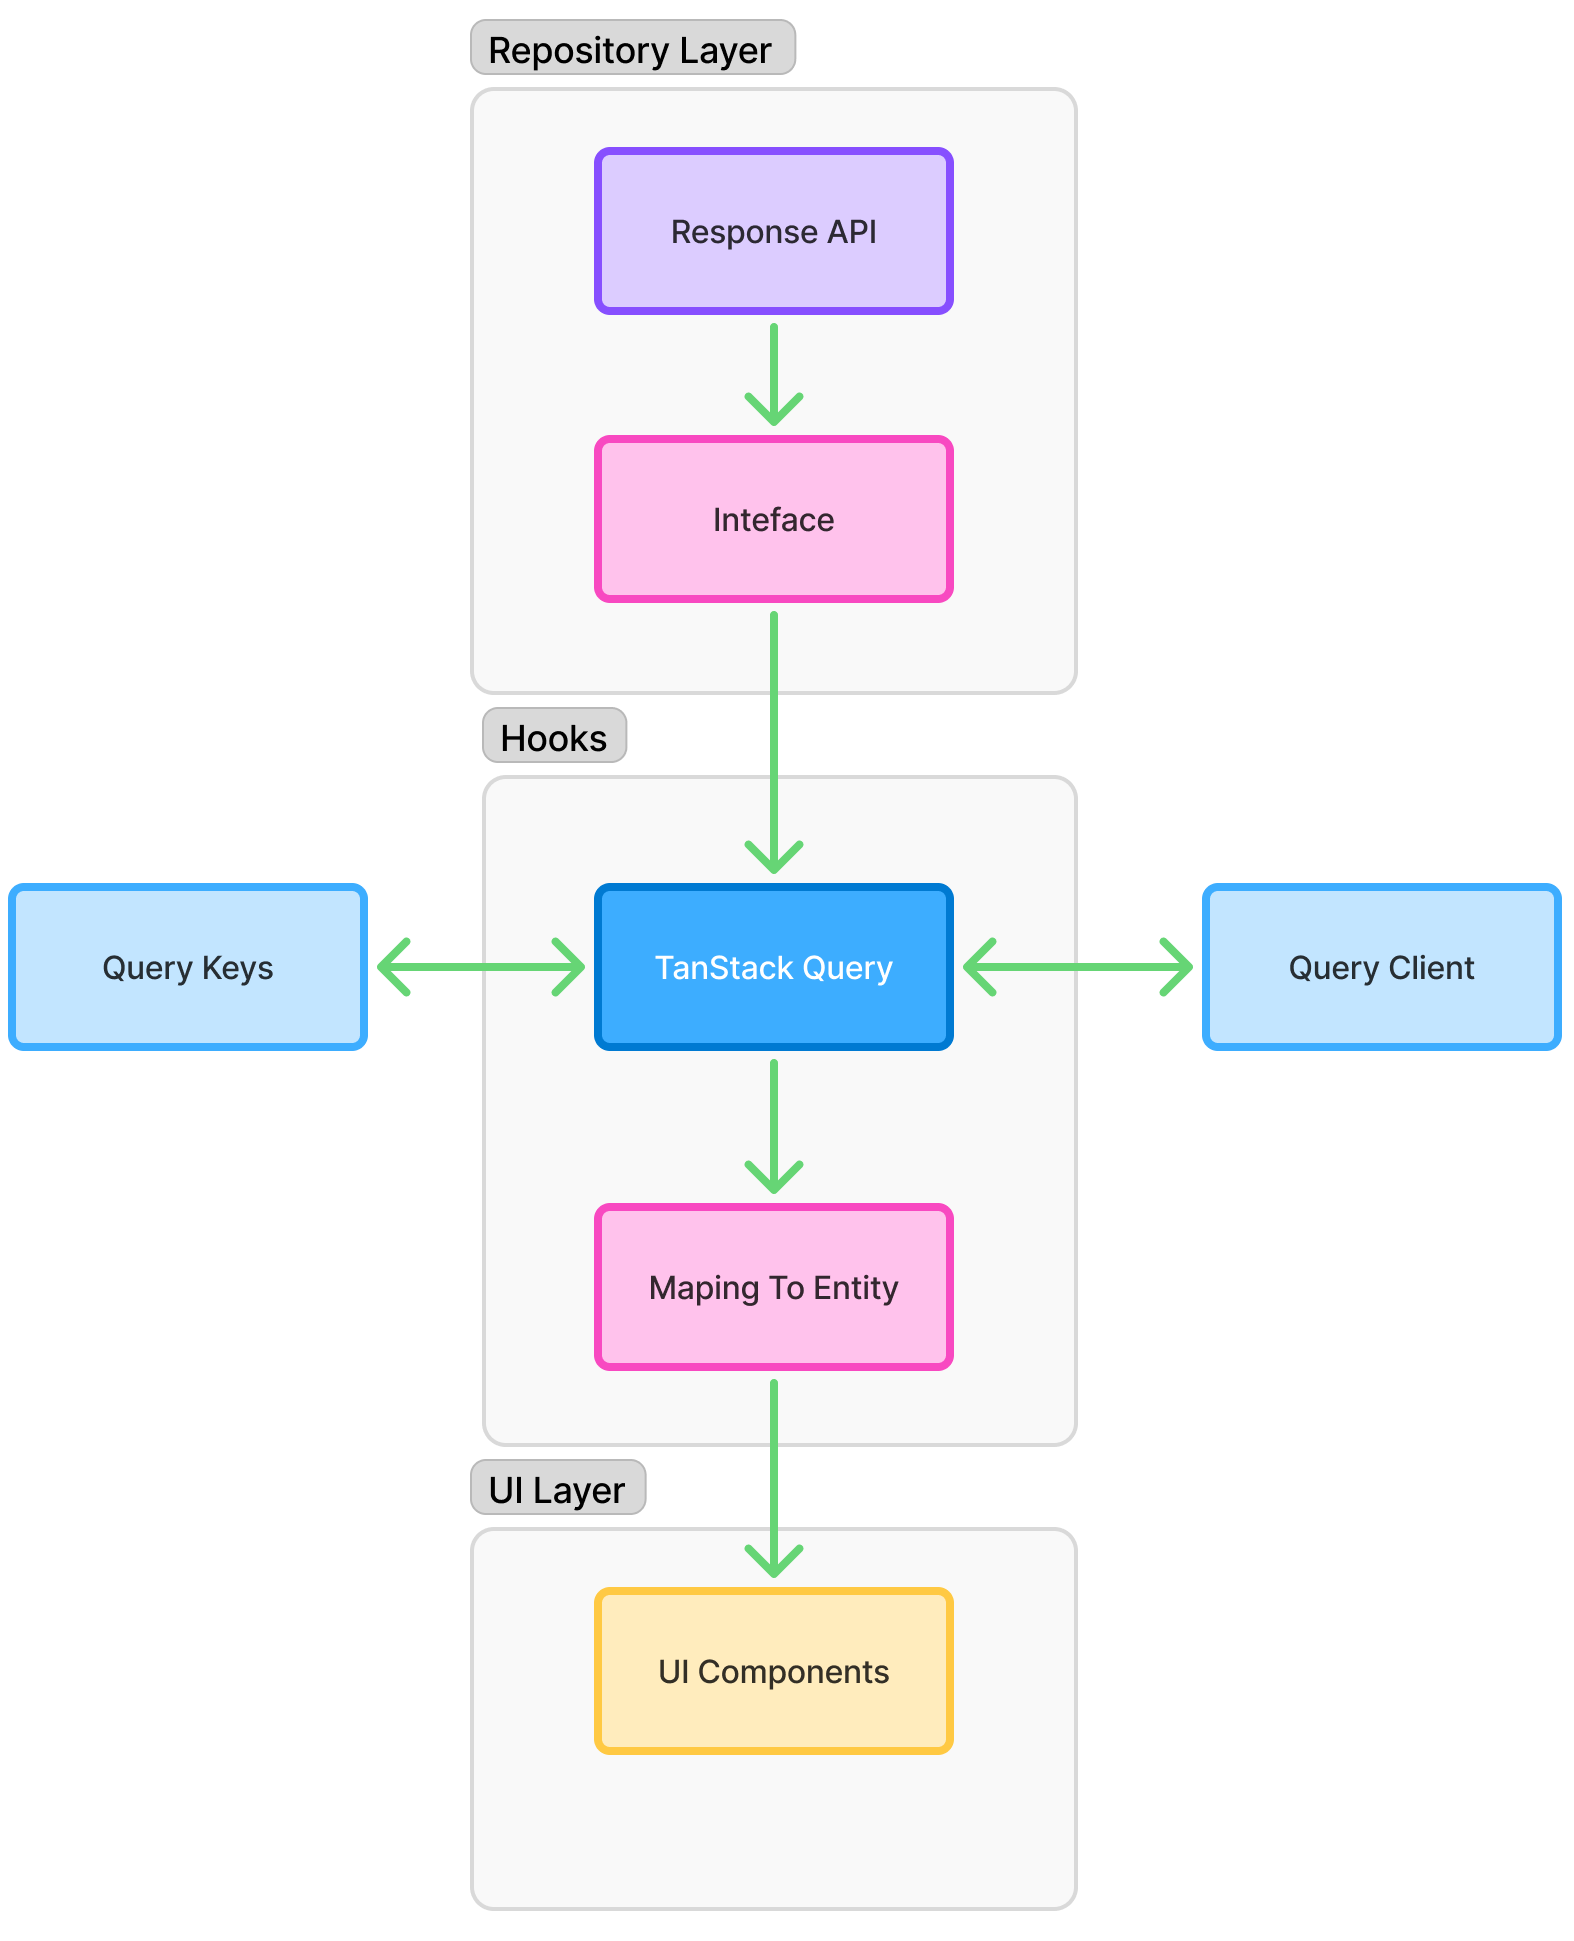 Repository Layer
Response API
Inteface
Hooks
Query Keys
TanStack Query
Query Client
Maping To Entity
UI Layer
UI Components